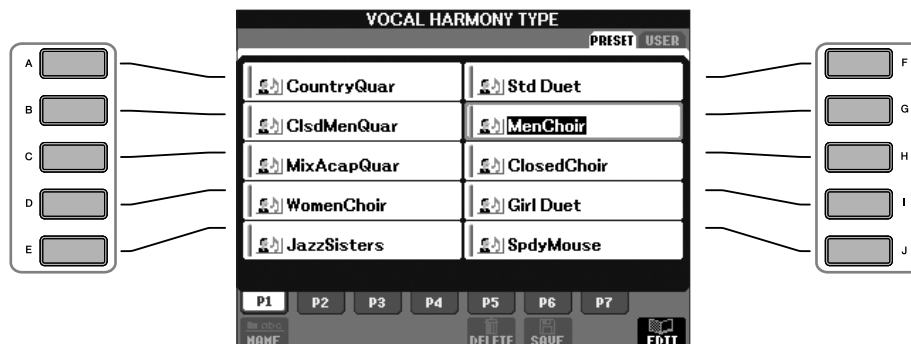 VOCAL HARMONY TYPE
PRESET USER
A CountryQuar Std Duet F
B ClsdMenQuar MenChoir G
C MixAcapQuar ClosedChoir H
D WomenChoir Girl Duet I
E JazzSisters SpdyMouse J
P1 P2 P3 P4 P5 P6 P7
abc
NAME DELETE SAVE EDIT